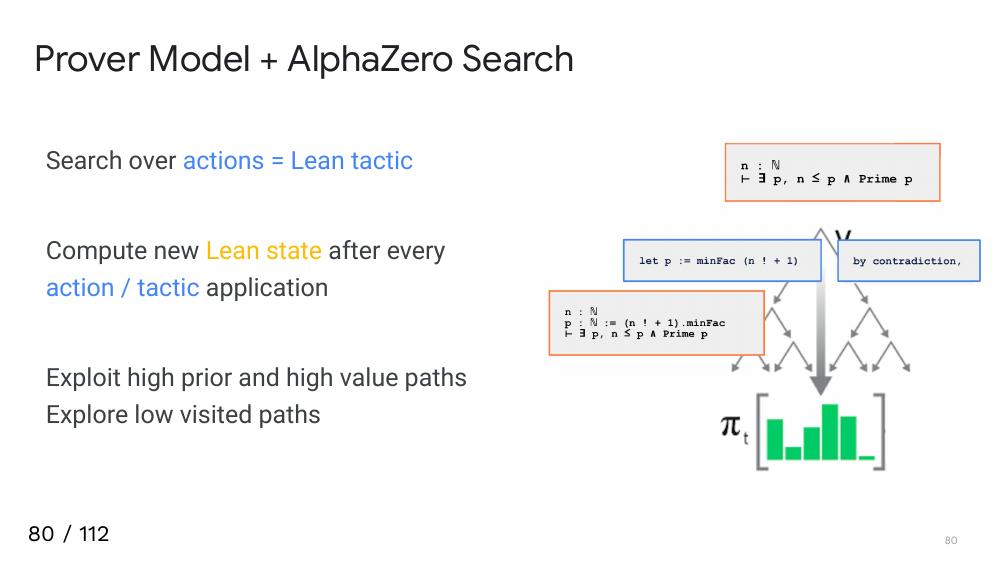 Prover Model + AlphaZero Search
Search over actions = Lean tactic
Compute new Lean state after every
action / tactic application
Exploit high prior and high value paths
Explore low visited paths
n : ℕ
⊢ ∃ p, n ≤ p ∧ Prime p
let p := minFac (n ! + 1)
by contradiction,
n : ℕ
p : ℕ := (n ! + 1).minFac
⊢ ∃ p, n ≤ p ∧ Prime p
π t
80 / 112
80